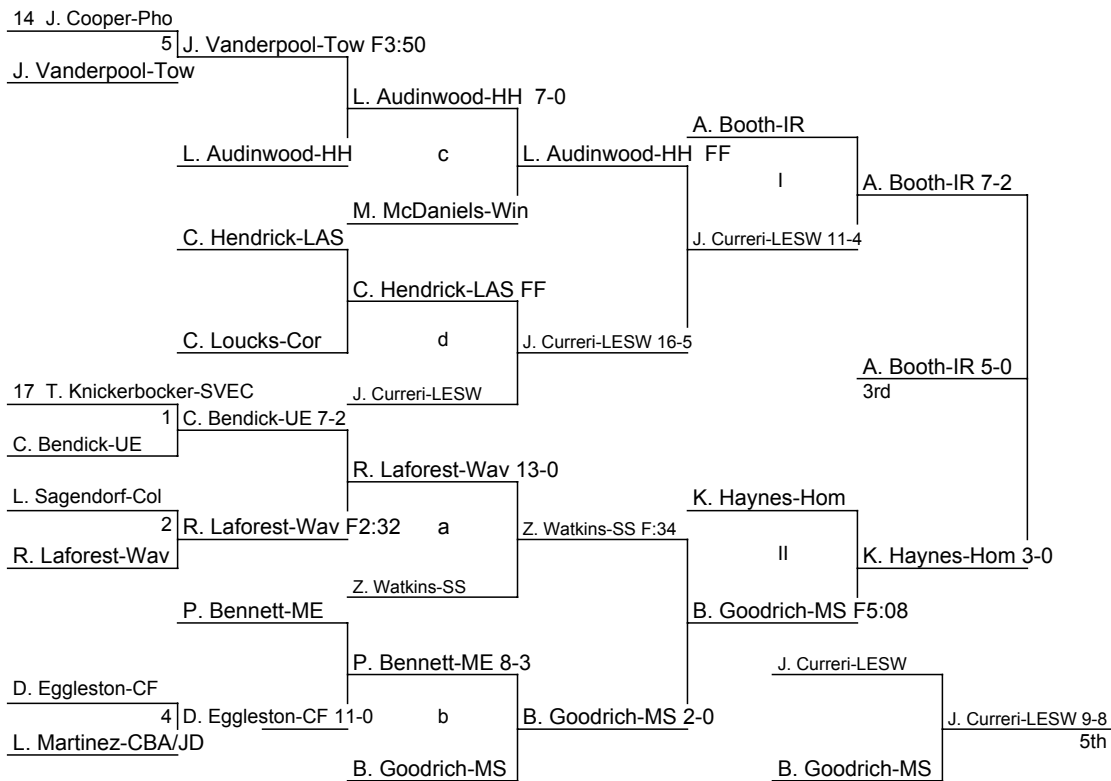 14 J. Cooper-Pho
5 J. Vanderpool-Tow F3:50
J. Vanderpool-Tow
L. Audinwood-HH 7-0
A. Booth-IR
L. Audinwood-HH c L. Audinwood-HH FF
I A. Booth-IR 7-2
M. McDaniels-Win
C. Hendrick-LAS J. Curreri-LESW 11-4
C. Hendrick-LAS FF
C. Loucks-Cor d J. Curreri-LESW 16-5
A. Booth-IR 5-0
3rd
17 T. Knickerbocker-SVEC J. Curreri-LESW
1 C. Bendick-UE 7-2
C. Bendick-UE
R. Laforest-Wav 13-0
L. Sagendorf-Col K. Haynes-Hom
2 R. Laforest-Wav F2:32 a Z. Watkins-SS F:34
R. Laforest-Wav II K. Haynes-Hom 3-0
Z. Watkins-SS
P. Bennett-ME B. Goodrich-MS F5:08
P. Bennett-ME 8-3 J. Curreri-LESW
D. Eggleston-CF
4 D. Eggleston-CF 11-0 b B. Goodrich-MS 2-0 J. Curreri-LESW 9-8
L. Martinez-CBA/JD 5th
B. Goodrich-MS B. Goodrich-MS